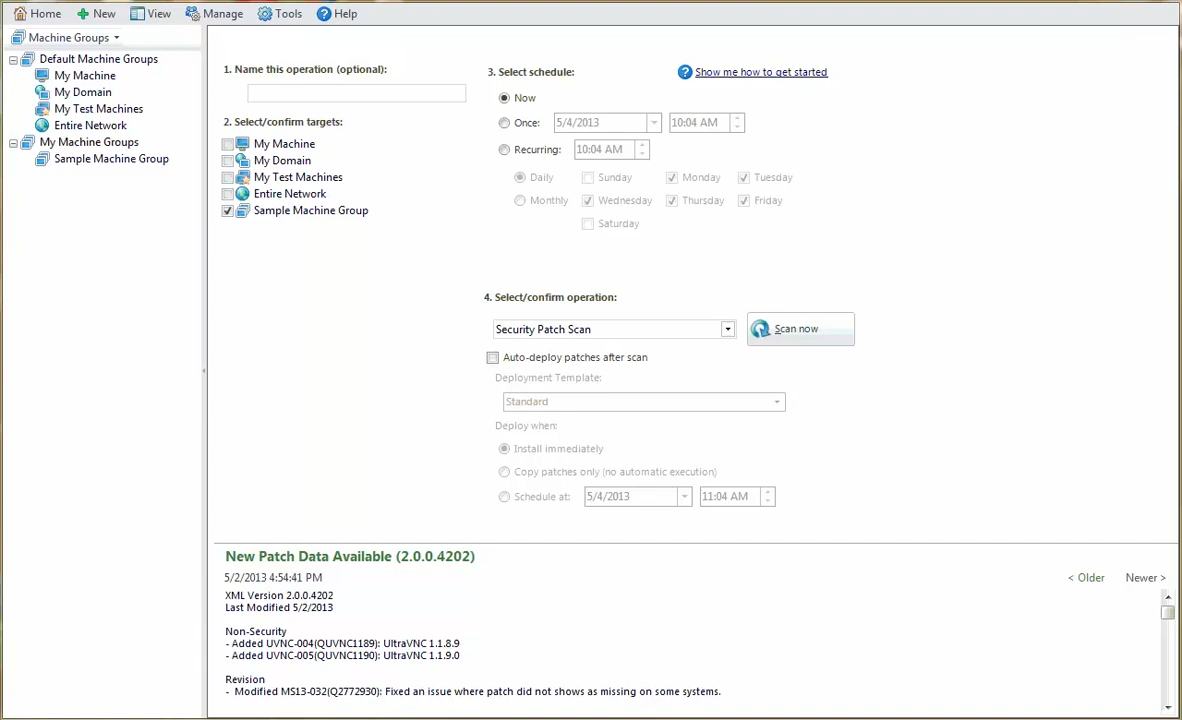 Home New View Manage Tools Help
Machine Groups
Default Machine Groups
My Machine
My Domain
My Test Machines
Entire Network
My Machine Groups
Sample Machine Group
1. Name this operation (optional):
2. Select/confirm targets:
My Machine
My Domain
My Test Machines
Entire Network
Sample Machine Group
3. Select schedule:
Show me how to get started
Now
Once: 5/4/2013 10:04 AM
Recurring: 10:04 AM
Daily Sunday Monday Tuesday
Monthly Wednesday Thursday Friday
Saturday
4. Select/confirm operation:
Security Patch Scan Scan now
Auto-deploy patches after scan
Deployment Template:
Standard
Deploy when:
Install immediately
Copy patches only (no automatic execution)
Schedule at: 5/4/2013 11:04 AM
New Patch Data Available (2.0.0.4202)
5/2/2013 4:54:41 PM
< Older Newer >
XML Version 2.0.0.4202
Last Modified 5/2/2013
Non-Security
- Added UVNC-004(QUVNC1189): UltraVNC 1.1.8.9
- Added UVNC-005(QUVNC1190): UltraVNC 1.1.9.0
Revision
- Modified MS13-032(Q2772930): Fixed an issue where patch did not shows as missing on some systems.